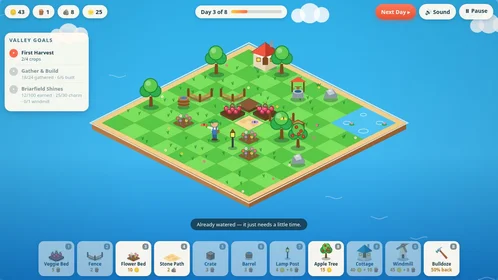 43
1
8
25
Day 3 of 8
Next Day
Sound
Pause
VALLEY GOALS
First Harvest
2/4 crops
Gather & Build
Briarfield Shines
Already watered — it just needs a little time.
Veggie Bed
Fence
Flower Bed
Stone Path
Crate
Barrel
Lamp Post
Apple Tree
Cottage
Windmill
Bulldoze
50% back